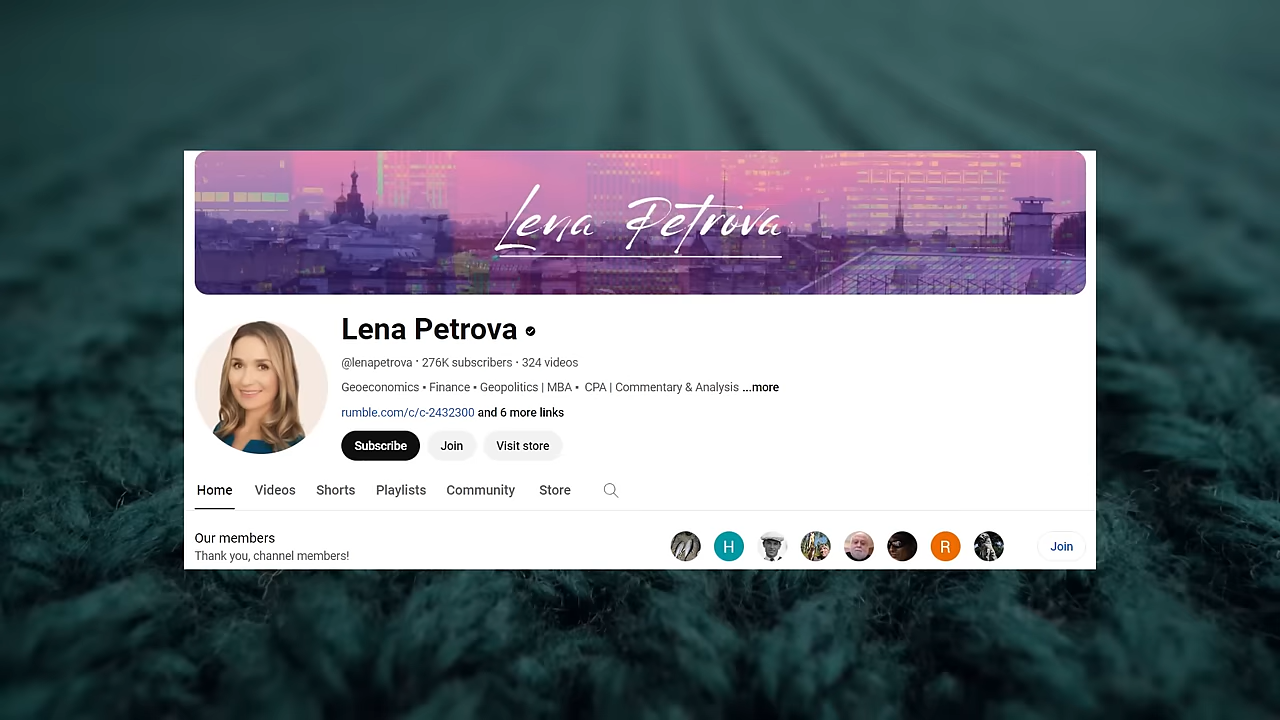 Lena Petrova
Lena Petrova
@lenapetrova · 276K subscribers · 324 videos
Geoeconomics • Finance • Geopolitics | MBA • CPA | Commentary & Analysis ...more
rumble.com/c/c-2432300 and 6 more links
Subscribe Join Visit store
Home Videos Shorts Playlists Community Store
Our members
Thank you, channel members!
H R
Join